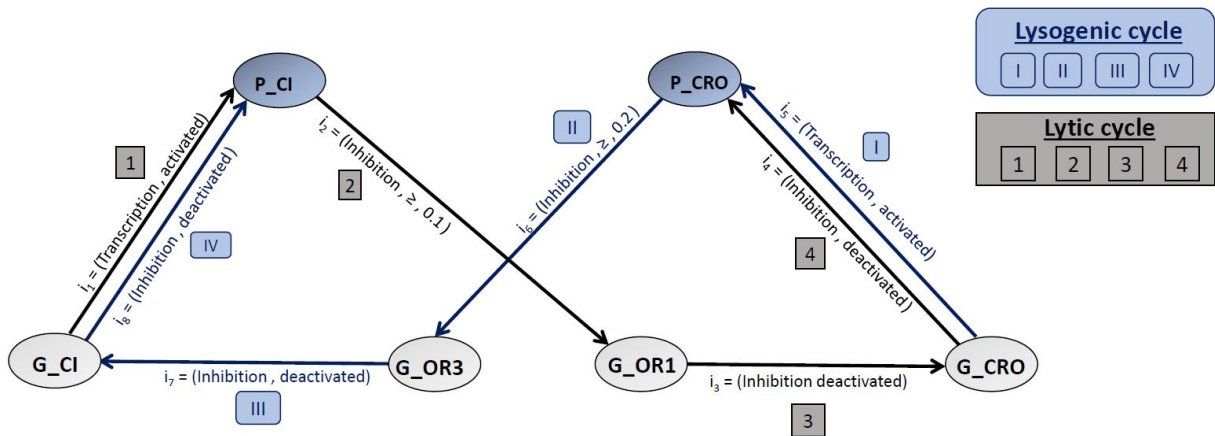 Lysogenic cycle
I II III IV
Lytic cycle
1 2 3 4
P_CI
P_CRO
i1 = (Transcription , activated)
1
i8 = (Inhibition , deactivated)
IV
i2 = (Inhibition , ≥ , 0.1 )
2
II
i6 = (Inhibition , ≥ , 0.2 )
i5 = (Transcription , activated)
I
i4 = (Inhibition , deactivated)
4
G_CI
G_OR3
G_OR1
G_CRO
i7 = (Inhibition , deactivated)
III
i3 = (Inhibition deactivated)
3